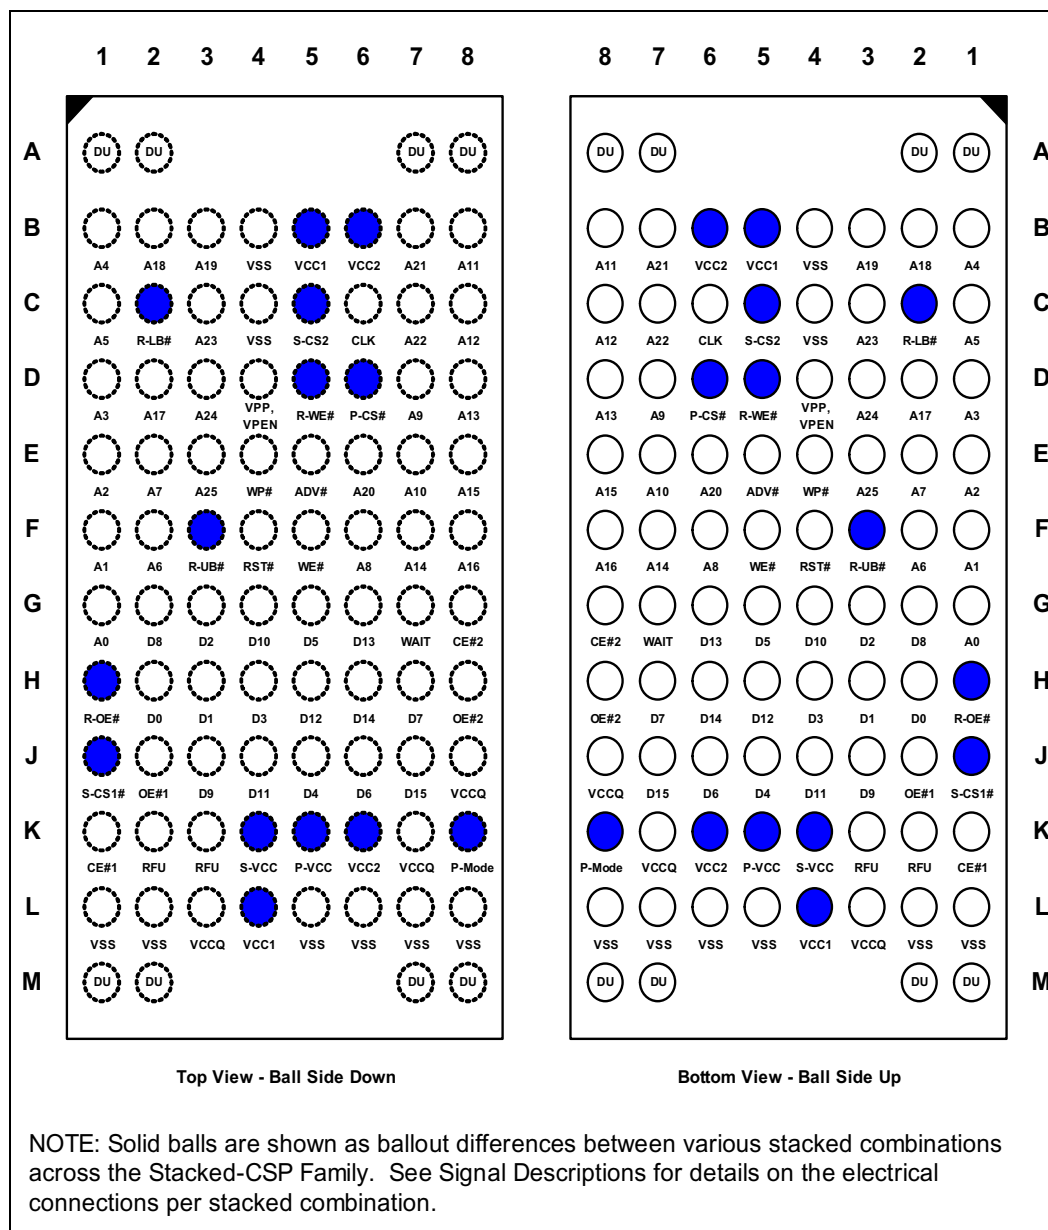 1 2 3 4 5 6 7 8 8 7 6 5 4 3 2 1
A DU DU DU DU DU DU DU DU A
B B
A4 A18 A19 VSS VCC1 VCC2 A21 A11 A11 A21 VCC2 VCC1 VSS A19 A18 A4
C C
A5 R-LB# A23 VSS S-CS2 CLK A22 A12 A12 A22 CLK S-CS2 VSS A23 R-LB# A5
D D
A3 A17 A24 VPP, VPEN R-WE# P-CS# A9 A13 A13 A9 P-CS# R-WE# VPP, VPEN A24 A17 A3
E E
A2 A7 A25 WP# ADV# A20 A10 A15 A15 A10 A20 ADV# WP# A25 A7 A2
F F
A1 A6 R-UB# RST# WE# A8 A14 A16 A16 A14 A8 WE# RST# R-UB# A6 A1
G G
A0 D8 D2 D10 D5 D13 WAIT CE#2 CE#2 WAIT D13 D5 D10 D2 D8 A0
H H
R-OE# D0 D1 D3 D12 D14 D7 OE#2 OE#2 D7 D14 D12 D3 D1 D0 R-OE#
J J
S-CS1# OE#1 D9 D11 D4 D6 D15 VCCQ VCCQ D15 D6 D4 D11 D9 OE#1 S-CS1#
K K
CE#1 RFU RFU S-VCC P-VCC VCC2 VCCQ P-Mode P-Mode VCCQ VCC2 P-VCC S-VCC RFU RFU CE#1
L L
VSS VSS VCCQ VCC1 VSS VSS VSS VSS VSS VSS VSS VSS VCC1 VCCQ VSS VSS
M DU DU DU DU DU DU DU DU M
Top View - Ball Side Down Bottom View - Ball Side Up
NOTE: Solid balls are shown as ballout differences between various stacked combinations
across the Stacked-CSP Family. See Signal Descriptions for details on the electrical
connections per stacked combination.